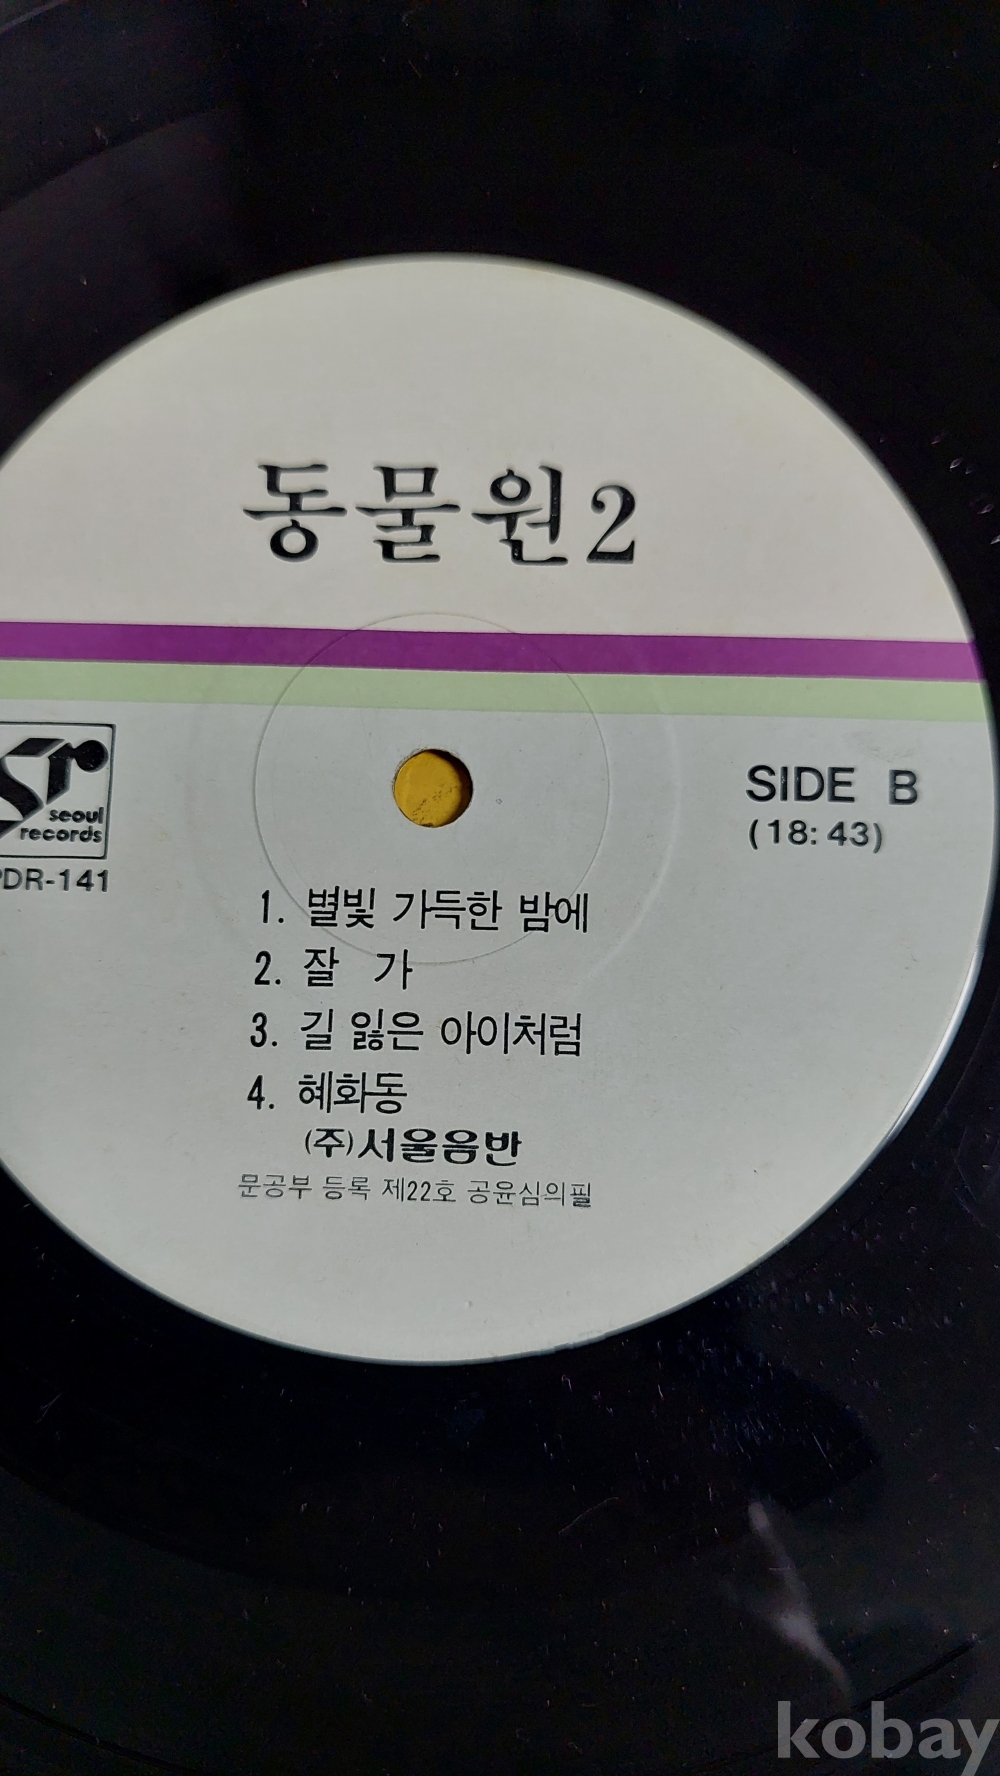 동물원2
SIDE B
(18:43)
seoul
records
PDR-141
1. 별빛 가득한 밤에
2. 잘 가
3. 길 잃은 아이처럼
4. 혜화동
(주)서울음반
문공부 등록 제22호 공윤심의필
kobay